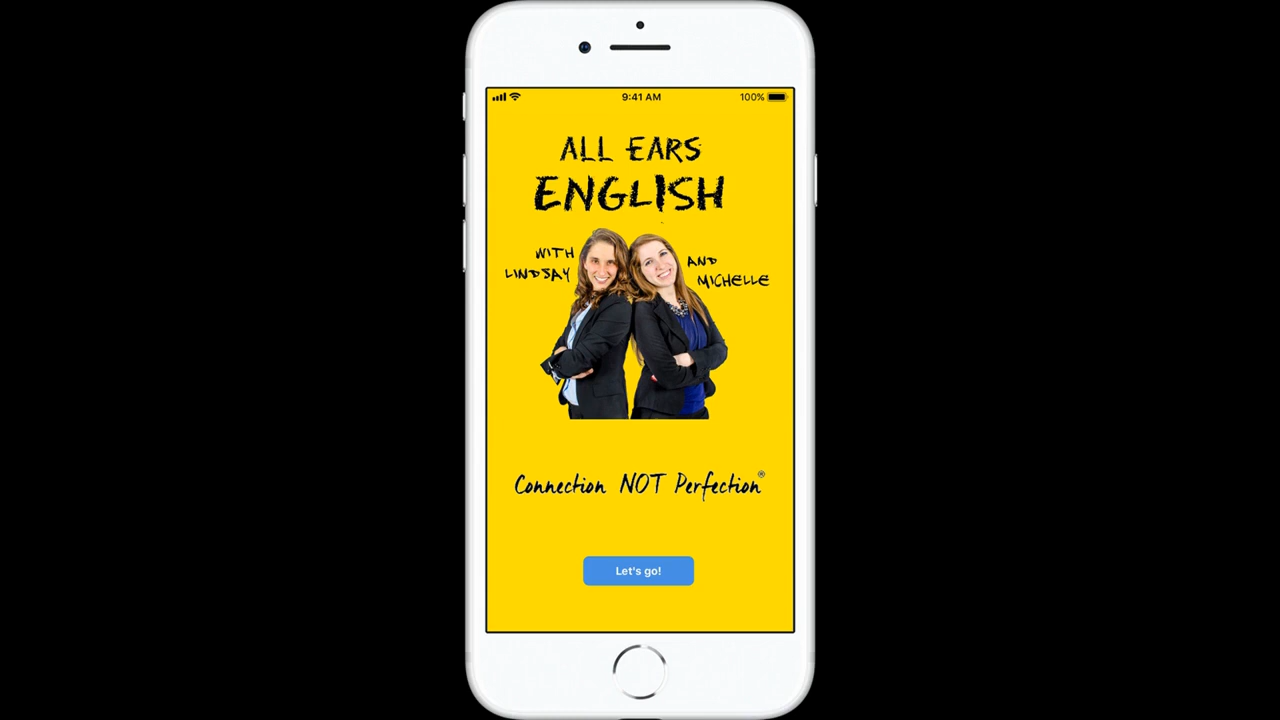 9:41 AM 100%
ALL EARS
ENGLISH
WITH LINDSAY
AND MICHELLE
Connection NOT Perfection®
Let's go!